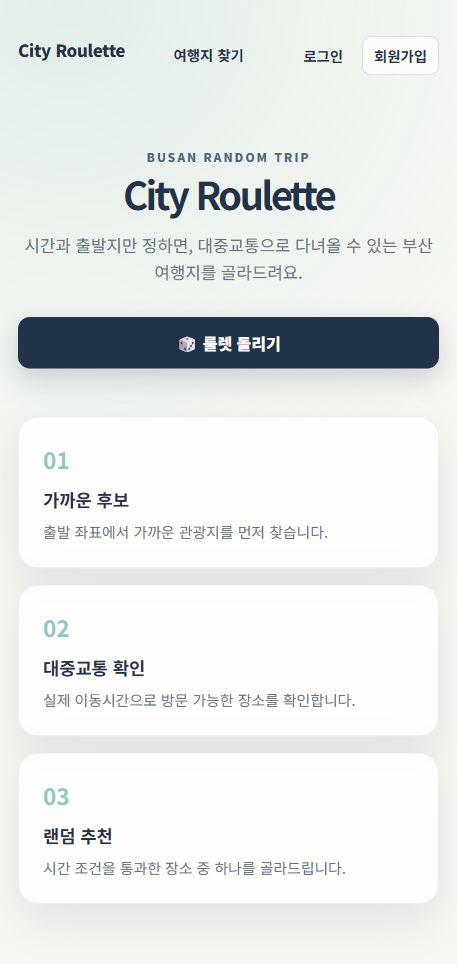 City Roulette
여행지 찾기
로그인
회원가입
BUSAN RANDOM TRIP
City Roulette
시간과 출발지만 정하면, 대중교통으로 다녀올 수 있는 부산
여행지를 골라드려요.
룰렛 돌리기
01
가까운 후보
출발 좌표에서 가까운 관광지를 먼저 찾습니다.
02
대중교통 확인
실제 이동시간으로 방문 가능한 장소를 확인합니다.
03
랜덤 추천
시간 조건을 통과한 장소 중 하나를 골라드립니다.